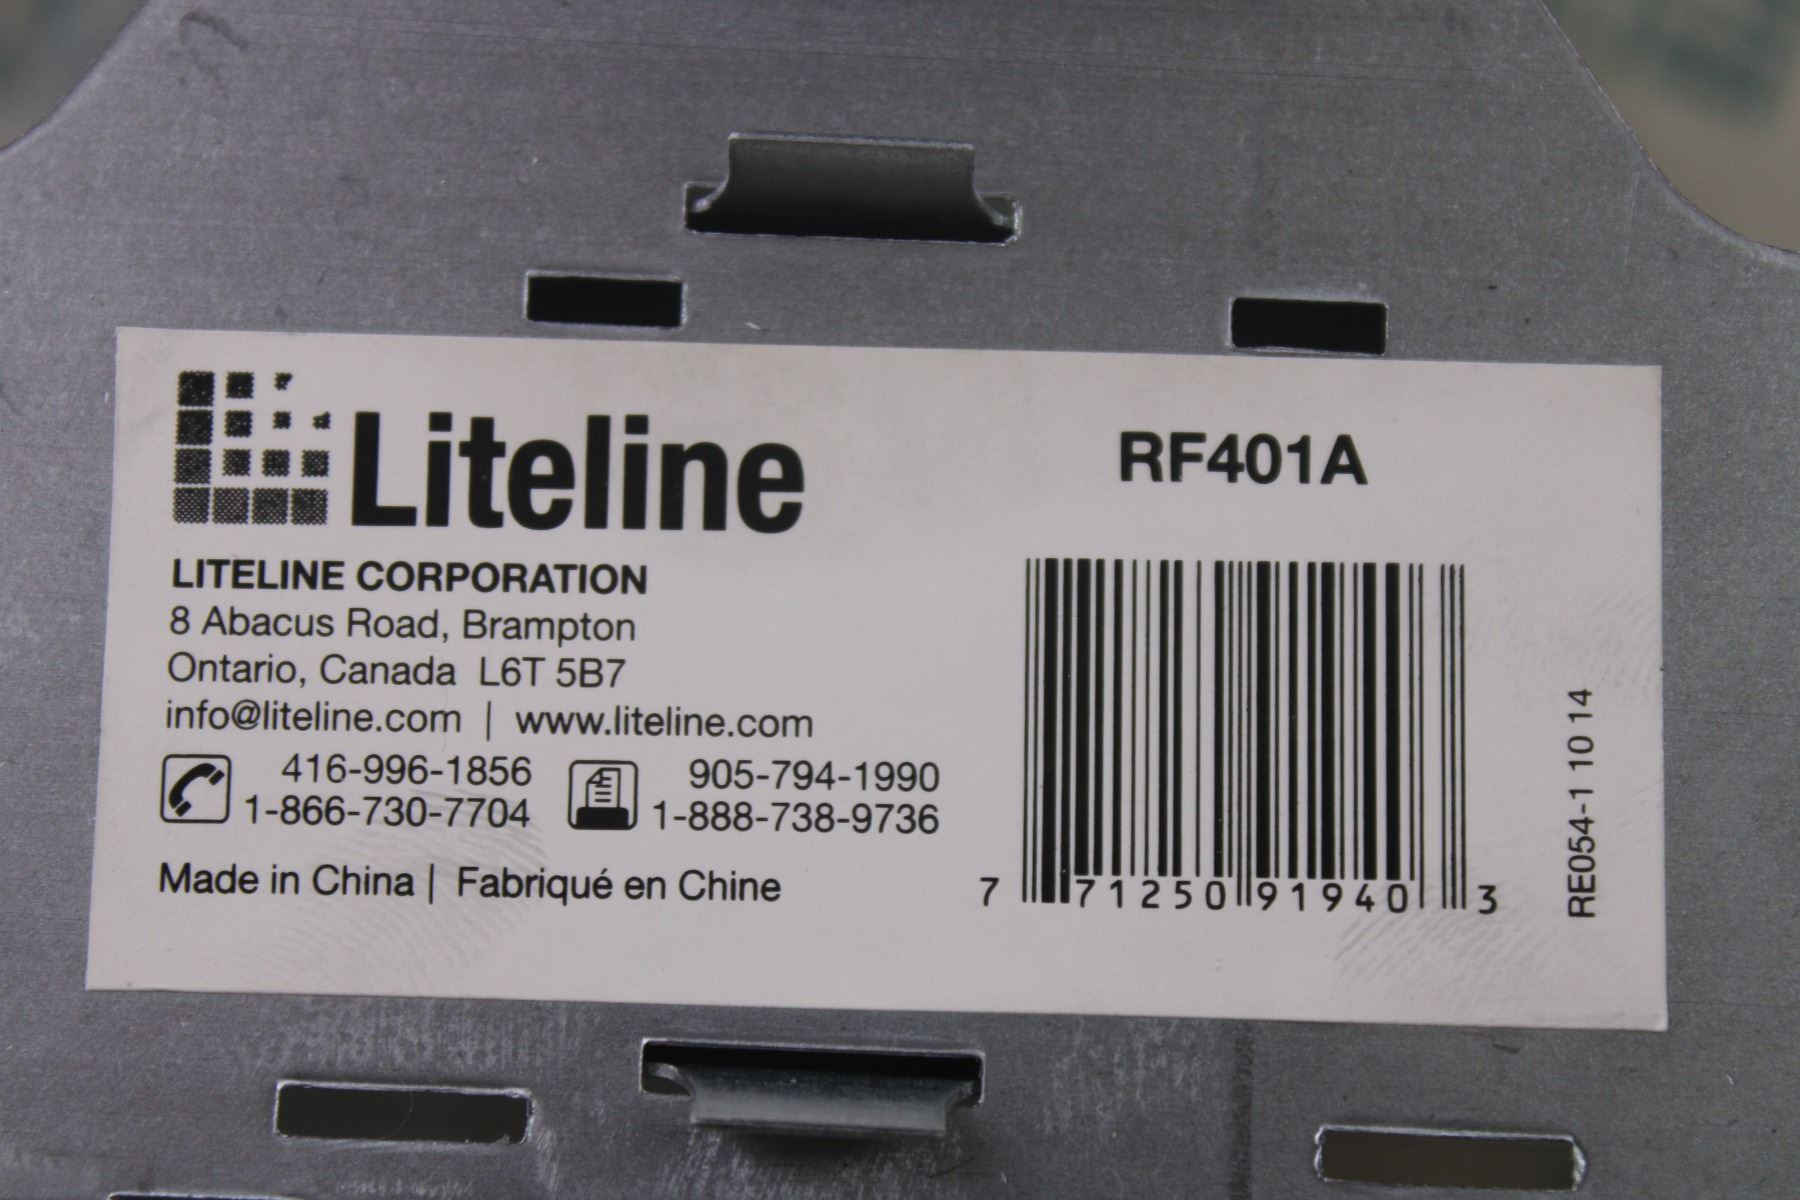 Liteline
LITELINE CORPORATION
8 Abacus Road, Brampton
Ontario, Canada L6T 5B7
info@liteline.com | www.liteline.com
416-996-1856
1-866-730-7704
905-794-1990
1-888-738-9736
Made in China | Fabriqué en Chine
RF401A
7 71250 91940 3
RE054-1 10 14